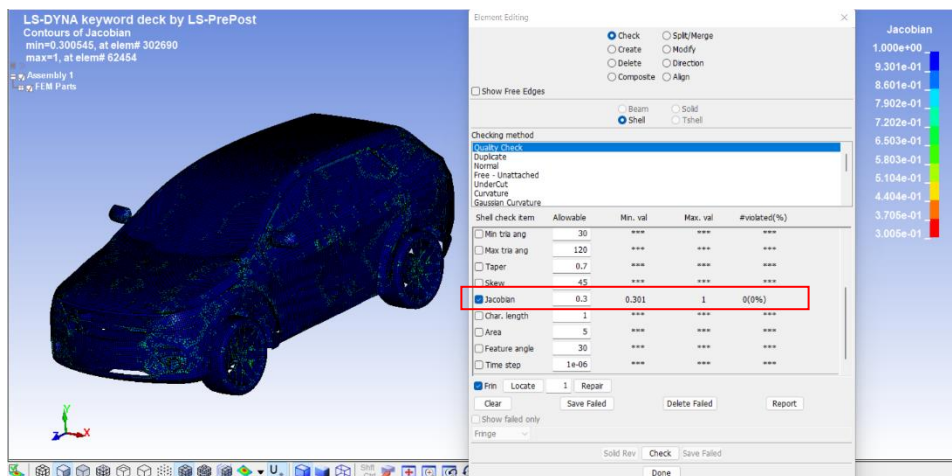 LS-DYNA keyword deck by LS-PrePost
Contours of Jacobian
min=0.300545, at elem# 302690
max=1, at elem# 62454
Assembly 1
FEM Parts
Element Editing
Check Split/Merge
Create Modify
Delete Direction
Composite Align
Show Free Edges
Beam Solid
Shell Tshell
Checking method
Quality Check
Duplicate
Normal
Free - Unattached
UnderCut
Curvature
Gaussian Curvature
Shell check item Allowable Min. val Max. val #violated(%)
Min tria ang 30 *** *** ***
Max tria ang 120 *** *** ***
Taper 0.7 *** *** ***
Skew 45 *** *** ***
Jacobian 0.3 0.301 1 0(0%)
Char. length 1 *** *** ***
Area 5 *** *** ***
Feature angle 30 *** *** ***
Time step 1e-06 *** *** ***
Frin Locate 1 Repair
Clear Save Failed Delete Failed Report
Show failed only
Fringe
Solid Rev Check Save Failed
Done
Jacobian
1.000e+00
9.301e-01
8.601e-01
7.902e-01
7.202e-01
6.503e-01
5.803e-01
5.104e-01
4.404e-01
3.705e-01
3.005e-01
Y
Z X